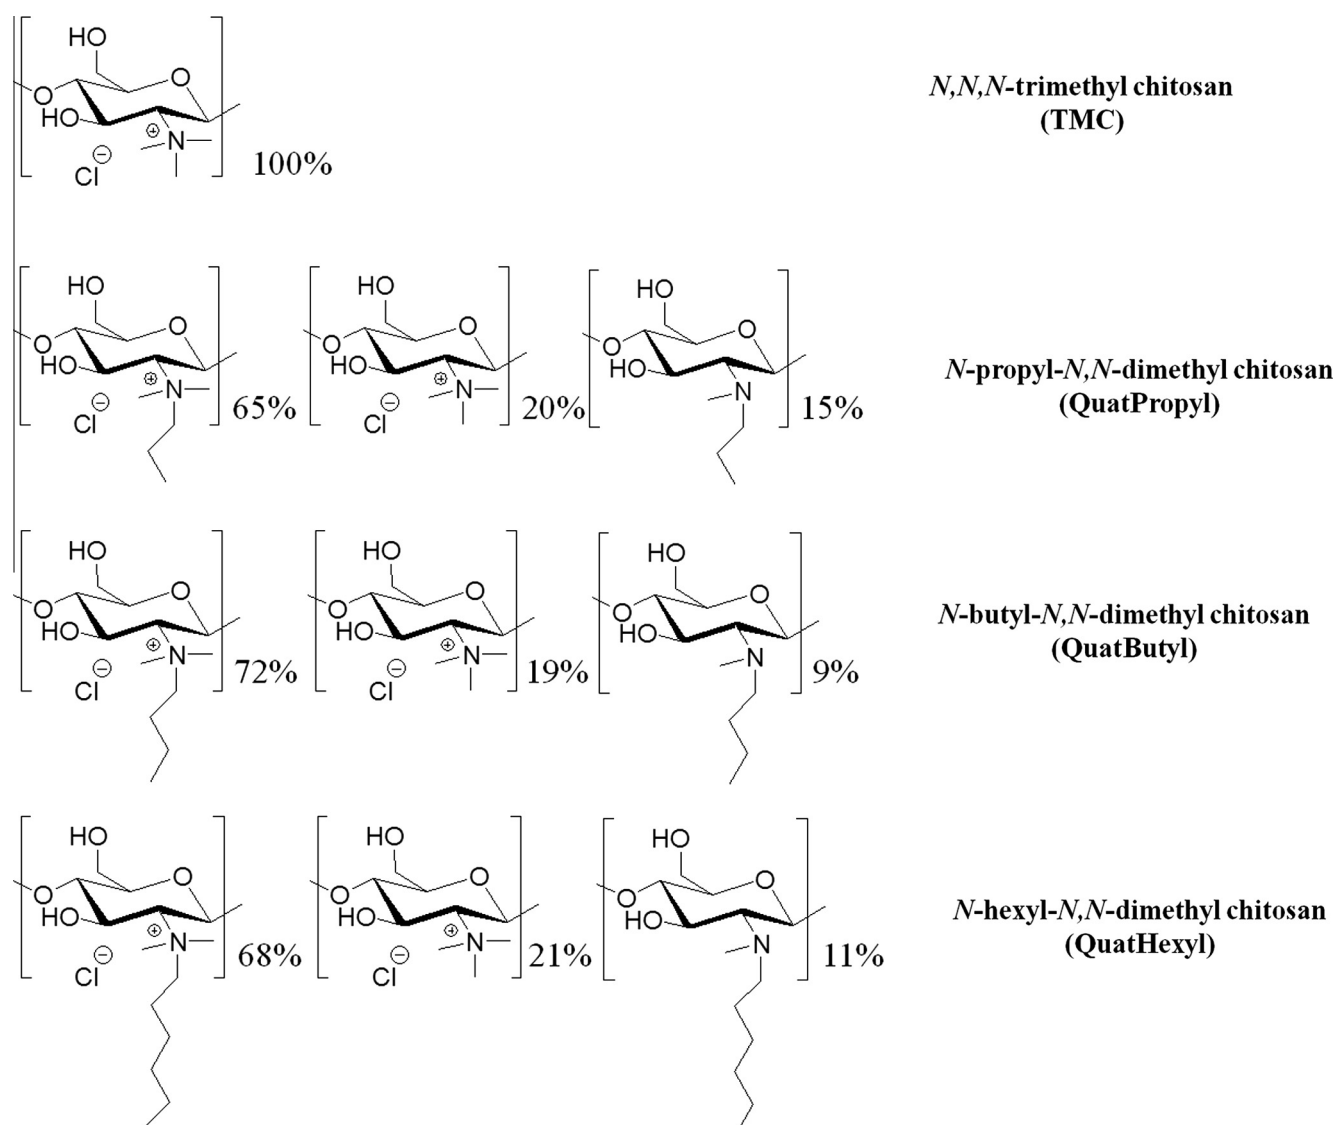 HO
O
O
HO
⊕
N
⊖
Cl
100%
N,N,N-trimethyl chitosan
(TMC)
HO
O
O
HO
⊕
N
⊖
Cl
65%
HO
O
O
HO
⊕
N
⊖
Cl
20%
HO
O
O
HO
N
15%
N-propyl-N,N-dimethyl chitosan
(QuatPropyl)
HO
O
O
HO
⊕
N
⊖
Cl
72%
HO
O
O
HO
⊕
N
⊖
Cl
19%
HO
O
O
HO
N
9%
N-butyl-N,N-dimethyl chitosan
(QuatButyl)
HO
O
O
HO
⊕
N
⊖
Cl
68%
HO
O
O
HO
⊕
N
⊖
Cl
21%
HO
O
O
HO
N
11%
N-hexyl-N,N-dimethyl chitosan
(QuatHexyl)